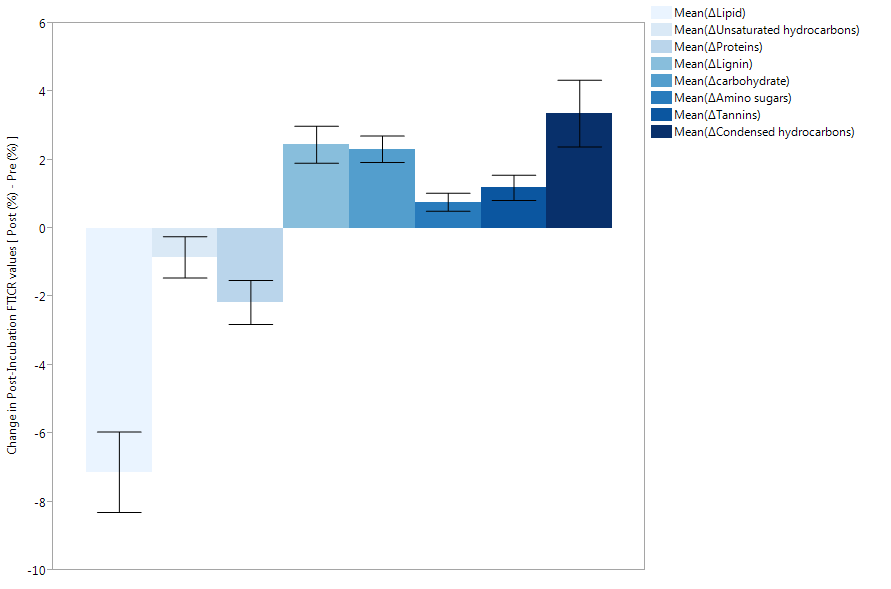 Change in Post-Incubation FTICR values [ Post (%) - Pre (%) ]
6
4
2
0
-2
-4
-6
-8
-10
Mean(ΔLipid)
Mean(ΔUnsaturated hydrocarbons)
Mean(ΔProteins)
Mean(ΔLignin)
Mean(Δcarbohydrate)
Mean(ΔAmino sugars)
Mean(ΔTannins)
Mean(ΔCondensed hydrocarbons)